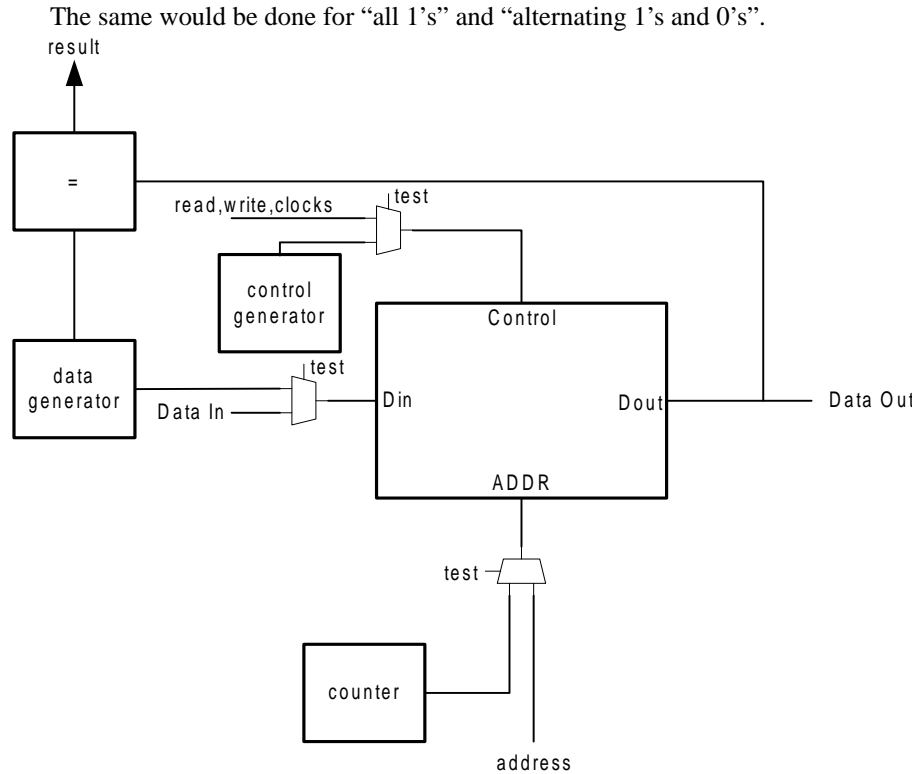 The same would be done for “all 1’s” and “alternating 1’s and 0’s”.
result
=
test
read,write,clocks
control
generator
Control
test
data
generator
Data In
Din
Dout
Data Out
ADDR
test
counter
address